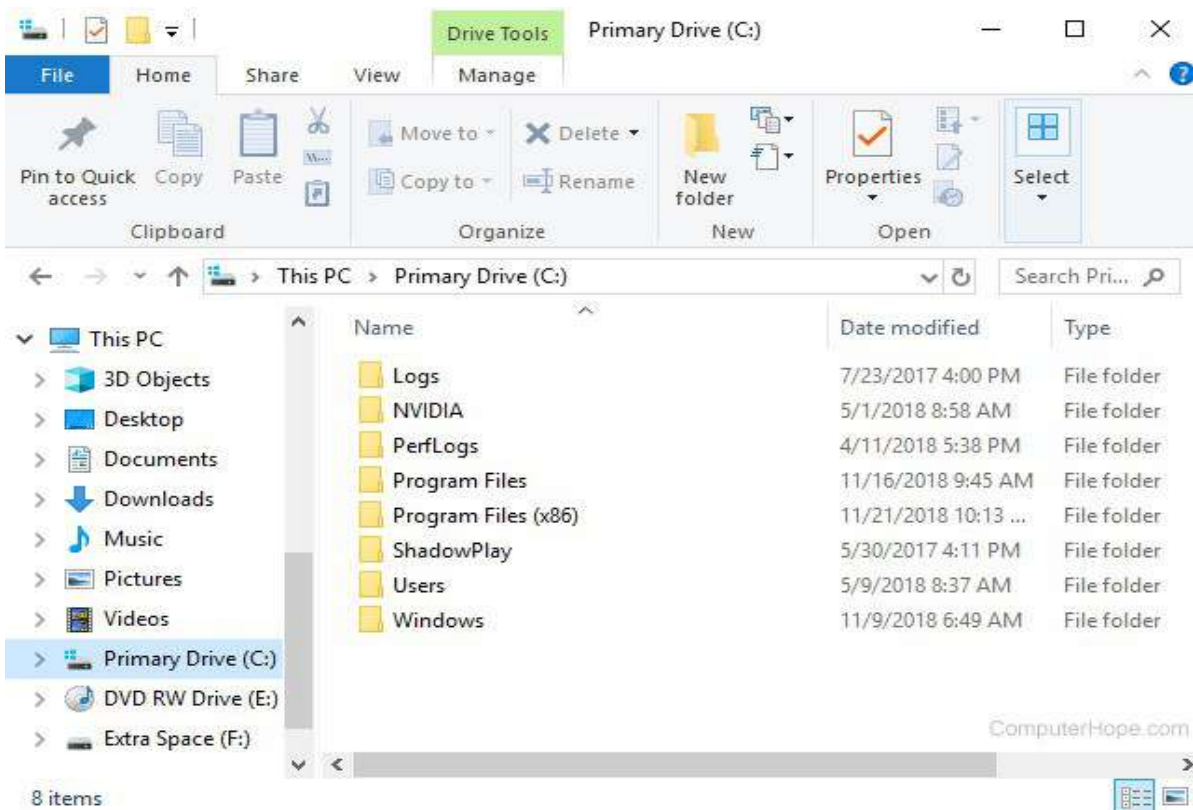 Drive Tools Primary Drive (C:)
File Home Share View Manage
Pin to Quick access Copy Paste
Move to Delete
Copy to Rename
New folder
Properties
Select
Clipboard Organize New Open
This PC > Primary Drive (C:) Search Pri...
This PC
3D Objects
Desktop
Documents
Downloads
Music
Pictures
Videos
Primary Drive (C:)
DVD RW Drive (E:)
Extra Space (F:)
Name Date modified Type
Logs 7/23/2017 4:00 PM File folder
NVIDIA 5/1/2018 8:58 AM File folder
PerfLogs 4/11/2018 5:38 PM File folder
Program Files 11/16/2018 9:45 AM File folder
Program Files (x86) 11/21/2018 10:13 ... File folder
ShadowPlay 5/30/2017 4:11 PM File folder
Users 5/9/2018 8:37 AM File folder
Windows 11/9/2018 6:49 AM File folder
ComputerHope.com
8 items